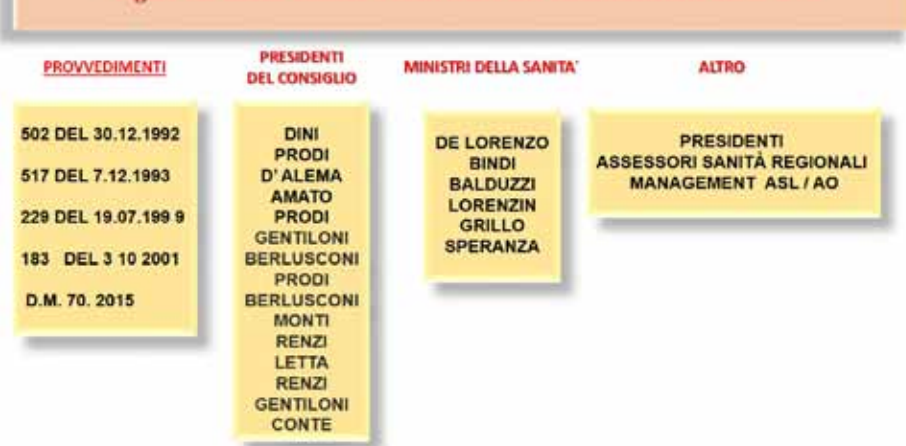 PROVVEDIMENTI
502 DEL 30.12.1992
517 DEL 7.12.1993
229 DEL 19.07.199 9
183 DEL 3 10 2001
D.M. 70. 2015
PRESIDENTI
DEL CONSIGLIO
DINI
PRODI
D'ALEMA
AMATO
PRODI
GENTILONI
BERLUSCONI
PRODI
BERLUSCONI
MONTI
RENZI
LETTA
RENZI
GENTILONI
CONTE
MINISTRI DELLA SANITA'
DE LORENZO
BINDI
BALDUZZI
LORENZIN
GRILLO
SPERANZA
ALTRO
PRESIDENTI
ASSESSORI SANITÀ REGIONALI
MANAGEMENT ASL / AO